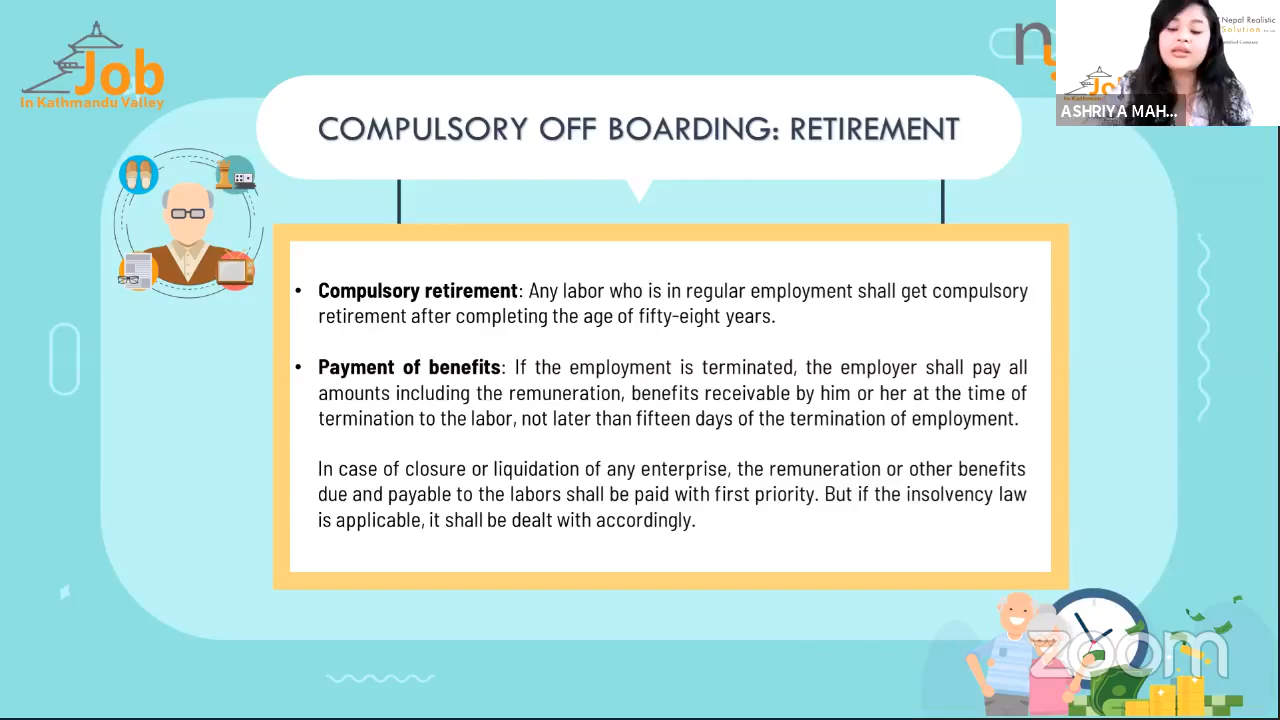 Job
In Kathmandu Valley
COMPULSORY OFF BOARDING: RETIREMENT
Nepal Realistic
Solution
ASHRIYA MAH...
• Compulsory retirement: Any labor who is in regular employment shall get compulsory
retirement after completing the age of fifty-eight years.
• Payment of benefits: If the employment is terminated, the employer shall pay all
amounts including the remuneration, benefits receivable by him or her at the time of
termination to the labor, not later than fifteen days of the termination of employment.
In case of closure or liquidation of any enterprise, the remuneration or other benefits
due and payable to the labors shall be paid with first priority. But if the insolvency law
is applicable, it shall be dealt with accordingly.
zoom